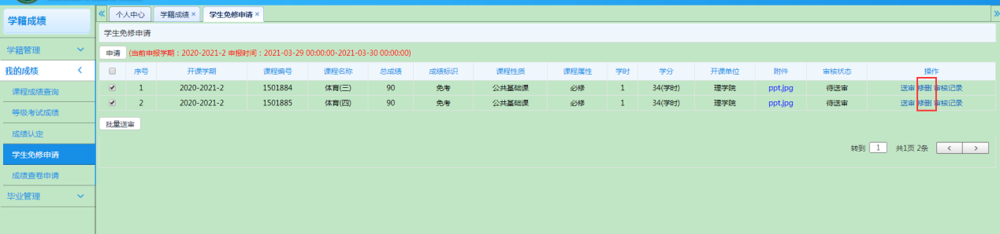 学籍成绩
个人中心 学籍成绩 × 学生免修申请 ×
学生免修申请
学籍管理
我的成绩
课程成绩查询
等级考试成绩
成绩认定
学生免修申请
成绩查卷申请
毕业管理
申请 (当前申报学期：2020-2021-2 申报时间：2021-03-29 00:00:00-2021-03-30 00:00:00)
序号 开课学期 课程编号 课程名称 总成绩 成绩标识 课程性质 课程属性 学时 学分 开课单位 附件 审核状态 操作
1 2020-2021-2 1501884 体育(三) 90 免考 公共基础课 必修 1 34(学时) 理学院 ppt.jpg 待送审 送审 修删 审核记录
2 2020-2021-2 1501885 体育(四) 90 免考 公共基础课 必修 1 34(学时) 理学院 ppt.jpg 待送审 送审 修删 审核记录
批量送审
转到 1 共1页 2条 < >